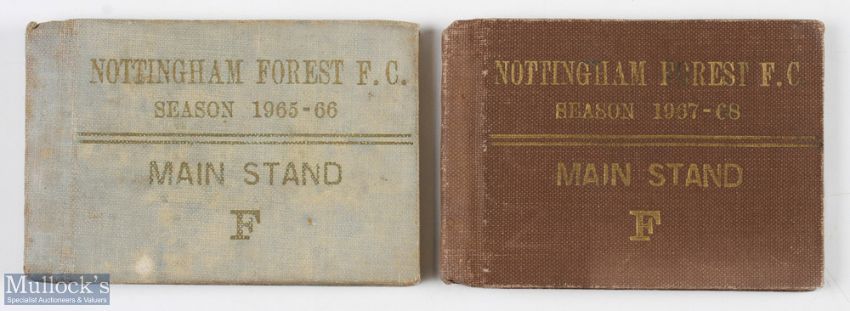 NOTTINGHAM FOREST F.C.
SEASON 1965-66
MAIN STAND
F
NOTTINGHAM FOREST F.C.
SEASON 1967-68
MAIN STAND
F
Mullock's
Specialist Auctioneers & Valuers